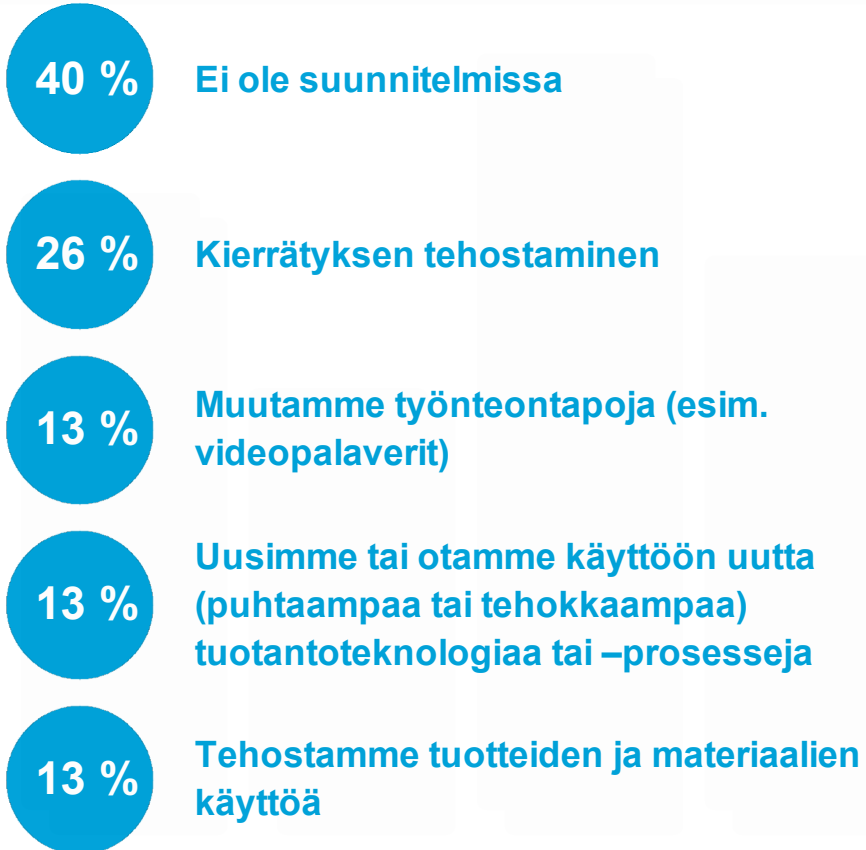 40 %
Ei ole suunnitelmissa
26 %
Kierrätyksen tehostaminen
13 %
Muutamme työnteontapoja (esim.
videopalaverit)
13 %
Uusimme tai otamme käyttöön uutta
(puhtaampaa tai tehokkaampaa)
tuotantoteknologiaa tai –prosesseja
13 %
Tehostamme tuotteiden ja materiaalien
käyttöä